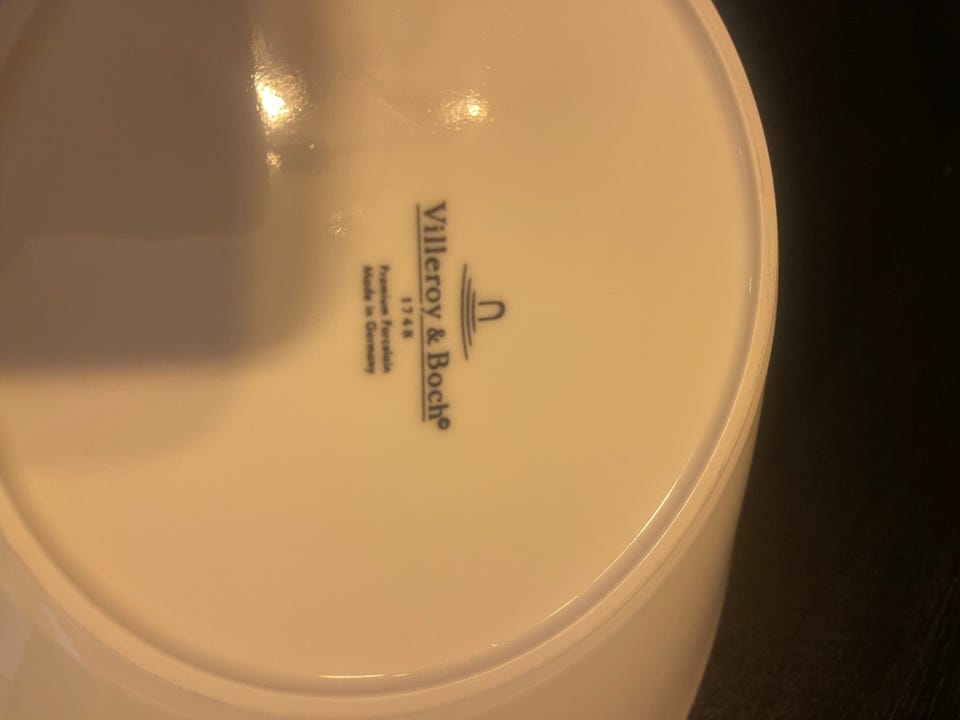 Villeroy & Boch©
1748
Premium Porcelain
Made in Germany